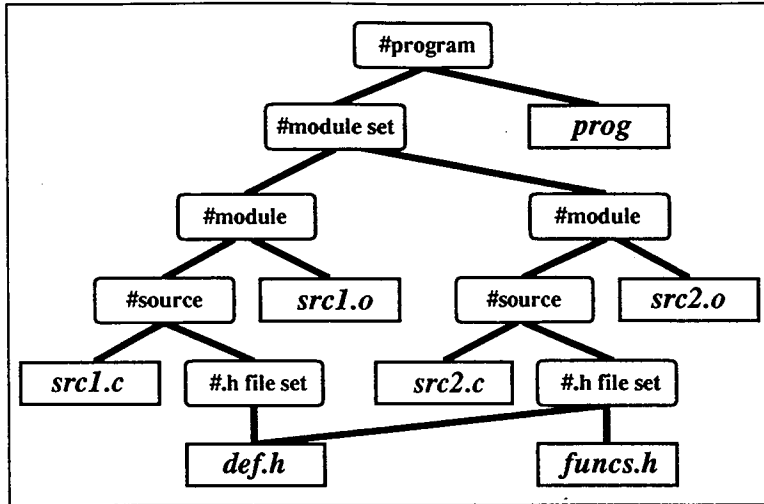 #program
#module set
prog
#module
#module
#source
src1.o
#source
src2.o
src1.c
#.h file set
src2.c
#.h file set
def.h
funcs.h